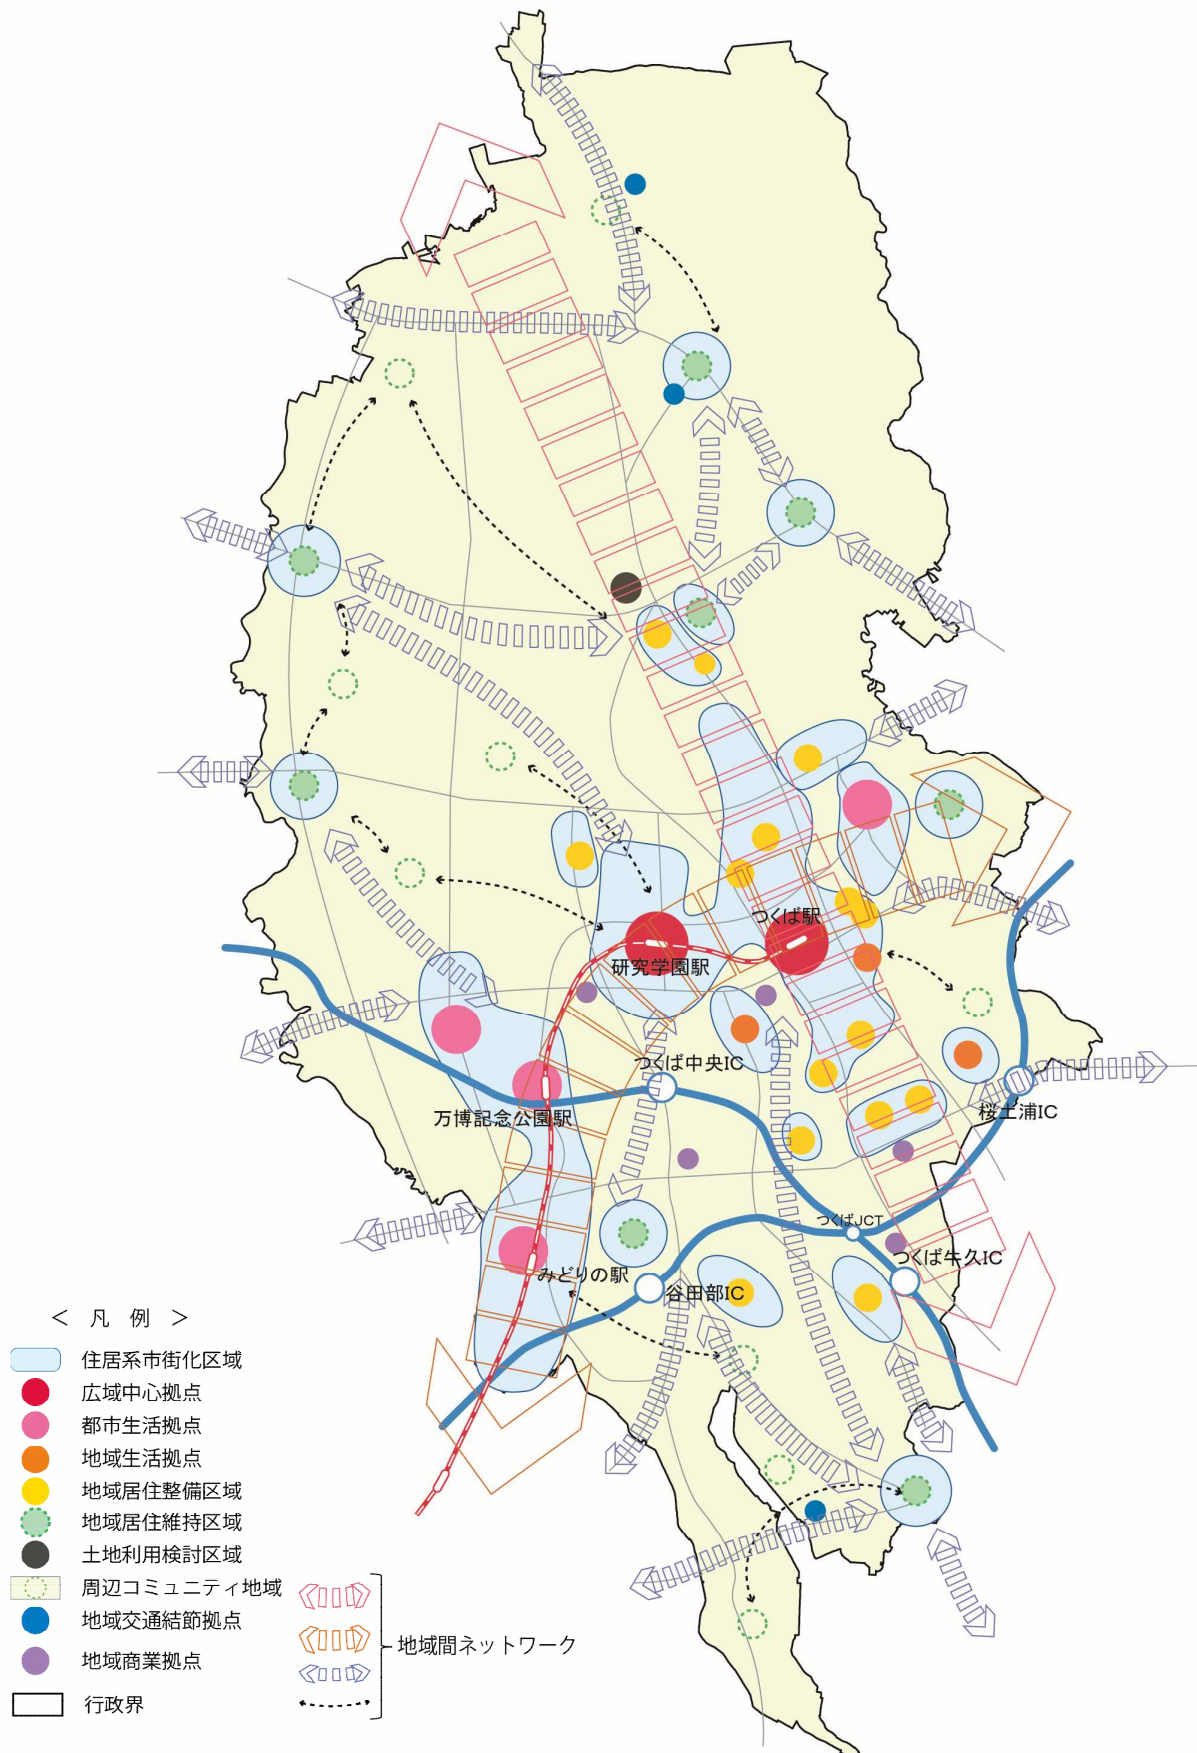 つくば駅
研究学園駅
つくば中央IC
万博記念公園駅
桜土浦IC
つくばJCT
つくば牛久IC
みどりの駅
谷田部IC
＜ 凡 例 ＞
住居系市街化区域
広域中心拠点
都市生活拠点
地域生活拠点
地域居住整備区域
地域居住維持区域
土地利用検討区域
周辺コミュニティ地域
地域交通結節拠点
地域間ネットワーク
地域商業拠点
行政界